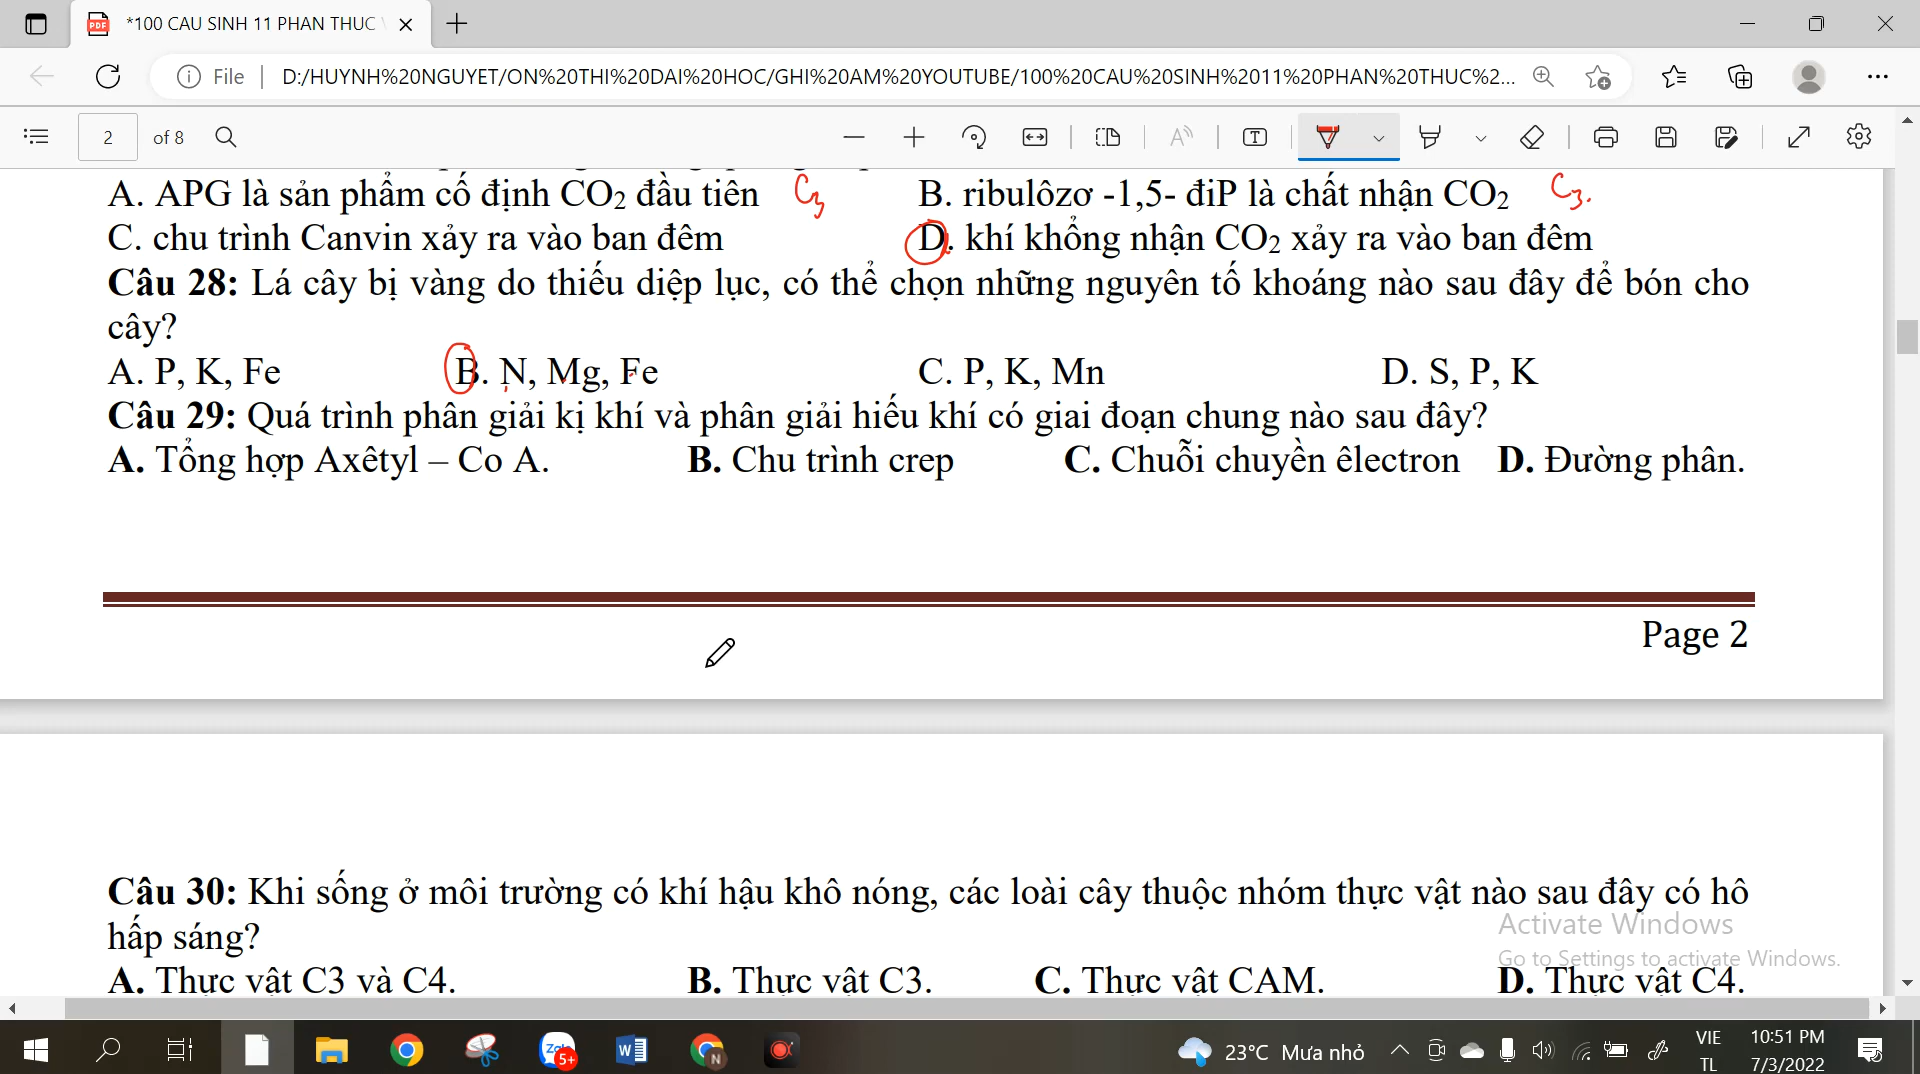 *100 CAU SINH 11 PHAN THUC
File
D:/HUYNH%20NGUYET/ON%20THI%20DAI%20HOC/GHI%20AM%20YOUTUBE/100%20CAU%20SINH%2011%20PHAN%20THUC%2...
2 of 8
A. APG là sản phẩm cố định CO2 đầu tiên C3 B. ribulôzơ -1,5- điP là chất nhận CO2 C3.
C. chu trình Canvin xảy ra vào ban đêm D. khí khổng nhận CO2 xảy ra vào ban đêm
Câu 28: Lá cây bị vàng do thiếu diệp lục, có thể chọn những nguyên tố khoáng nào sau đây để bón cho
cây?
A. P, K, Fe B. N, Mg, Fe C. P, K, Mn D. S, P, K
Câu 29: Quá trình phân giải kị khí và phân giải hiếu khí có giai đoạn chung nào sau đây?
A. Tổng hợp Axêtyl – Co A. B. Chu trình crep C. Chuỗi chuyền êlectron D. Đường phân.
Page 2
Câu 30: Khi sống ở môi trường có khí hậu khô nóng, các loài cây thuộc nhóm thực vật nào sau đây có hô
hấp sáng?
Activate Windows
Go to Settings to activate Windows.
A. Thực vật C3 và C4. B. Thực vật C3. C. Thực vật CAM. D. Thực vật C4.
23°C Mưa nhỏ
VIE
TL
10:51 PM
7/3/2022